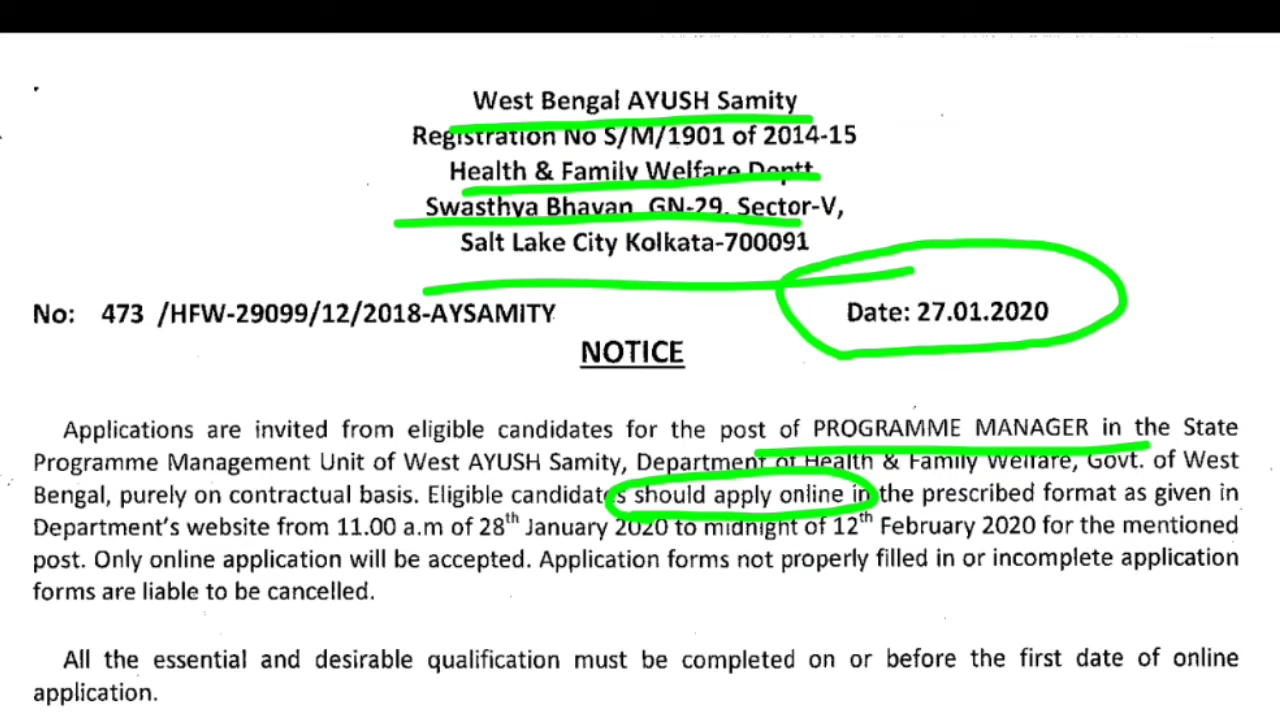 West Bengal AYUSH Samity
Registration No S/M/1901 of 2014-15
Health & Family Welfare Deptt
Swasthya Bhavan, GN-29, Sector-V,
Salt Lake City Kolkata-700091
No: 473 /HFW-29099/12/2018-AYSAMITY Date: 27.01.2020
NOTICE
Applications are invited from eligible candidates for the post of PROGRAMME MANAGER in the State
Programme Management Unit of West AYUSH Samity, Department of Health & Family Welfare, Govt. of West
Bengal, purely on contractual basis. Eligible candidates should apply online in the prescribed format as given in
Department's website from 11.00 a.m of 28th January 2020 to midnight of 12th February 2020 for the mentioned
post. Only online application will be accepted. Application forms not properly filled in or incomplete application
forms are liable to be cancelled.
All the essential and desirable qualification must be completed on or before the first date of online
application.